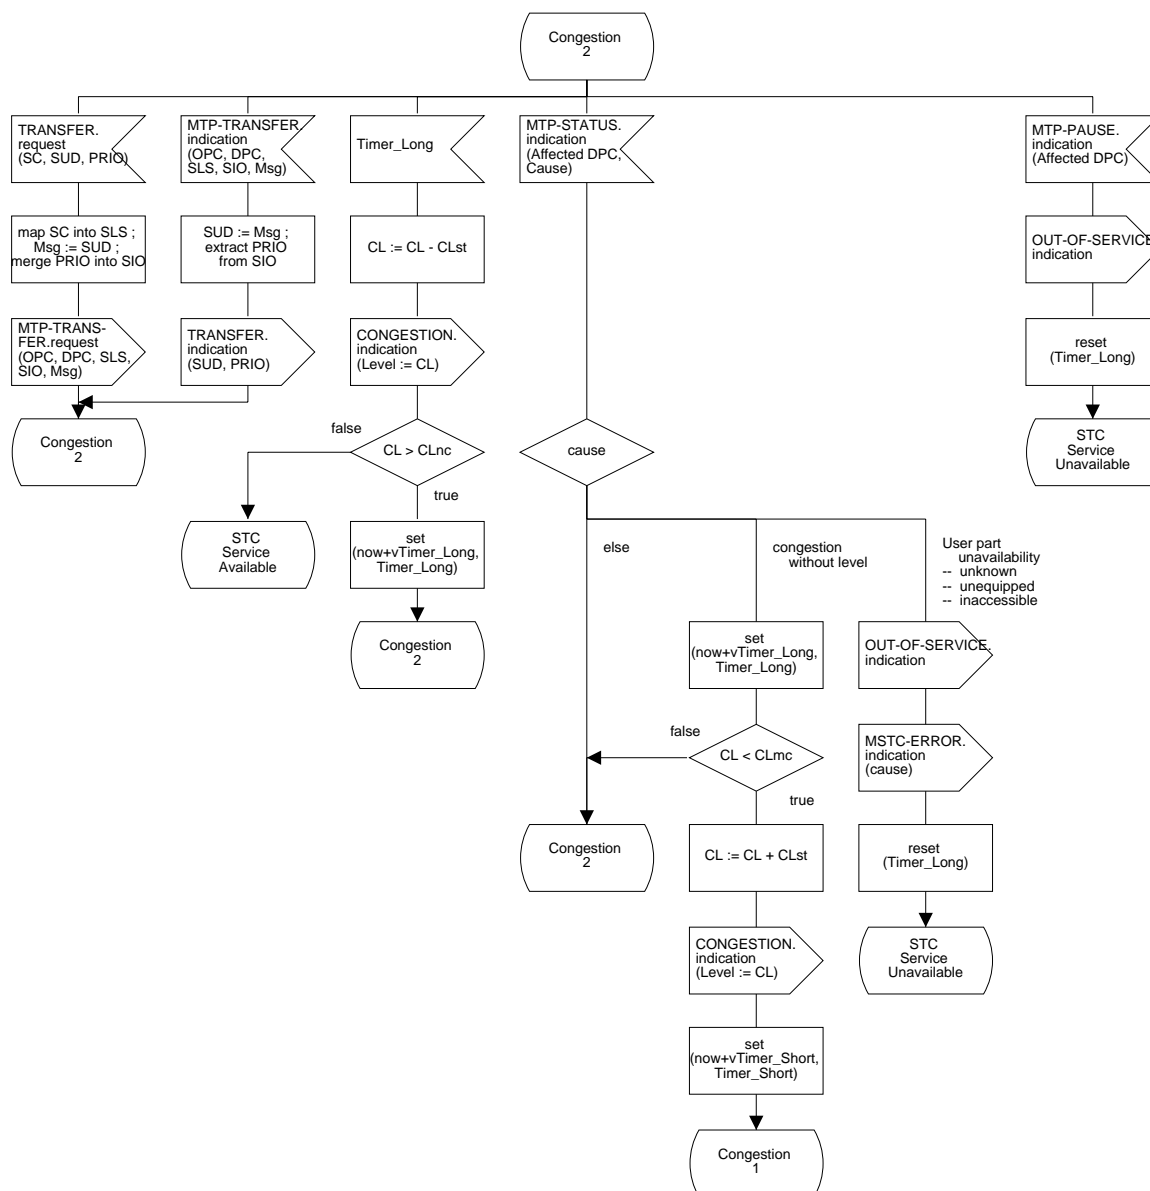 Congestion
2
TRANSFER.
request
(SC, SUD, PRIO)
MTP-TRANSFER.
indication
(OPC, DPC,
SLS, SIO, Msg)
Timer_Long
MTP-STATUS.
indication
(Affected DPC,
Cause)
MTP-PAUSE.
indication
(Affected DPC)
map SC into SLS ;
Msg := SUD ;
merge PRIO into SIO
SUD := Msg ;
extract PRIO
from SIO
CL := CL - CLst
OUT-OF-SERVICE.
indication
MTP-TRANS-
FER.request
(OPC, DPC, SLS,
SIO, Msg)
TRANSFER.
indication
(SUD, PRIO)
CONGESTION.
indication
(Level := CL)
reset
(Timer_Long)
Congestion
2
false
CL > CLnc
true
cause
STC
Service
Unavailable
STC
Service
Available
set
(now+vTimer_Long,
Timer_Long)
else
congestion
without level
User part
unavailability
-- unknown
-- unequipped
-- inaccessible
Congestion
2
set
(now+vTimer_Long,
Timer_Long)
OUT-OF-SERVICE.
indication
false
CL < CLmc
true
MSTC-ERROR.
indication
(cause)
Congestion
2
CL := CL + CLst
reset
(Timer_Long)
CONGESTION.
indication
(Level := CL)
STC
Service
Unavailable
set
(now+vTimer_Short,
Timer_Short)
Congestion
1